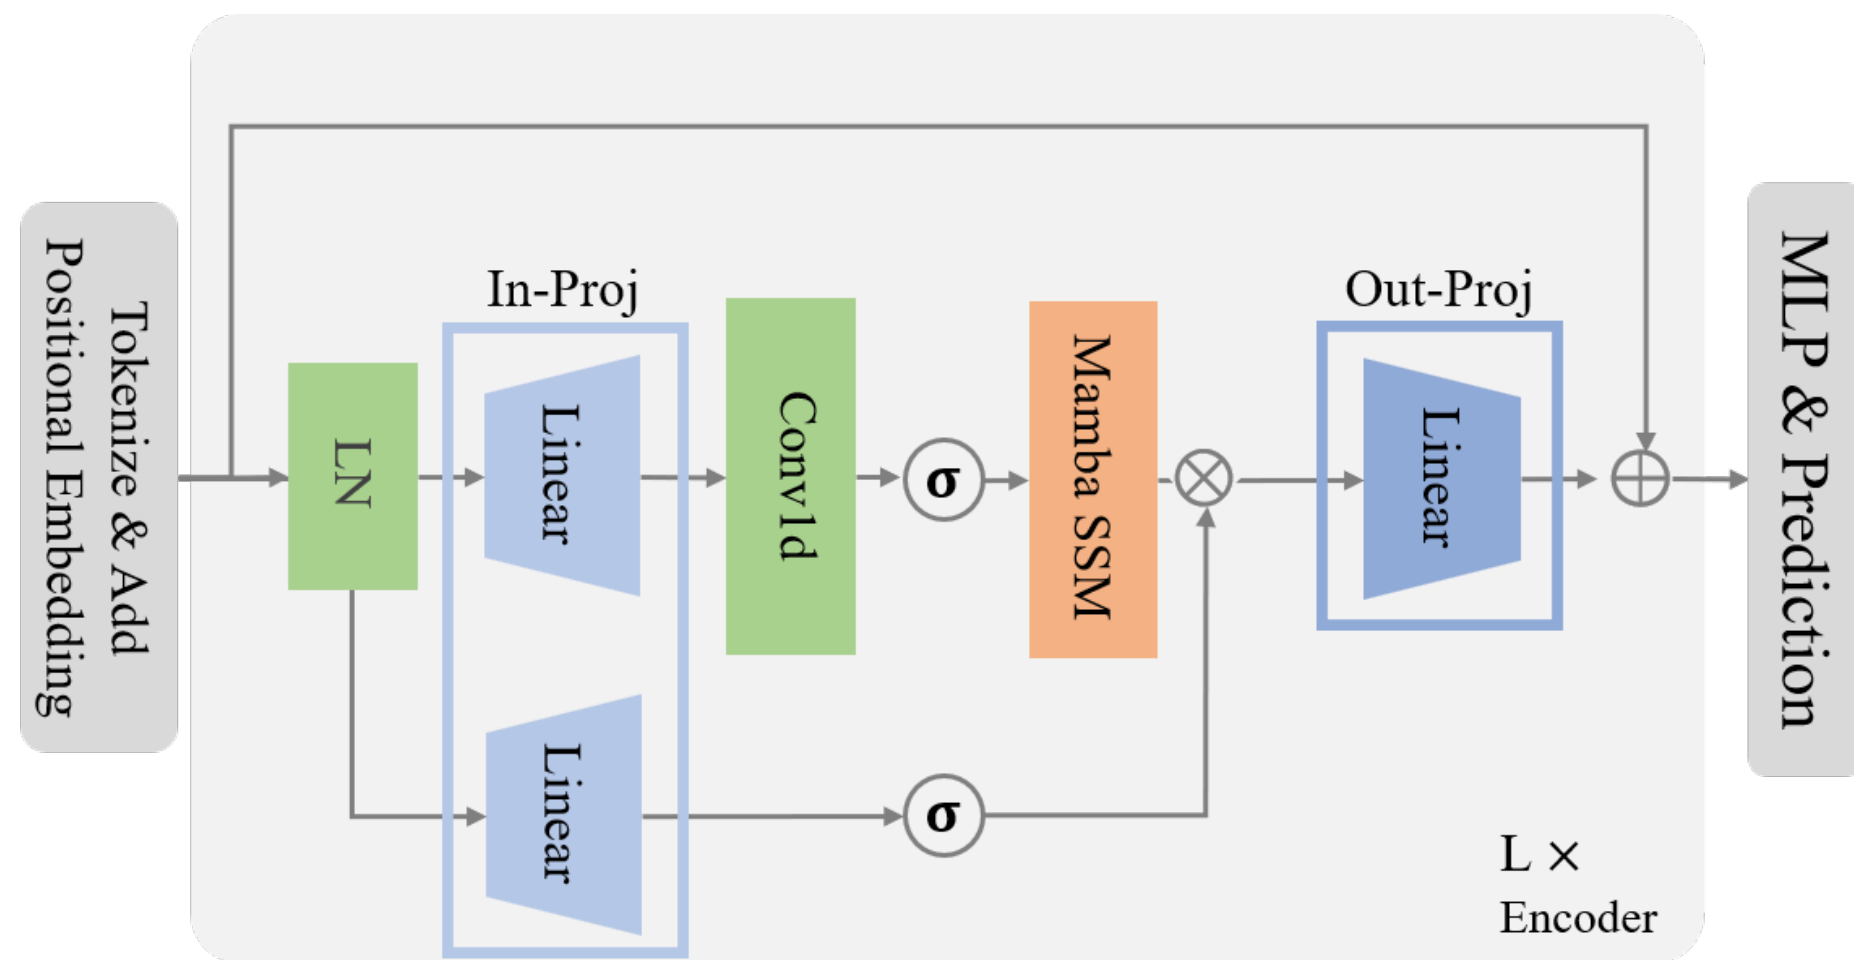 Tokenize & Add
Positional Embedding
LN
In-Proj
Linear
Linear
Conv1d
σ
σ
Mamba SSM
Out-Proj
Linear
L ×
Encoder
MLP & Prediction